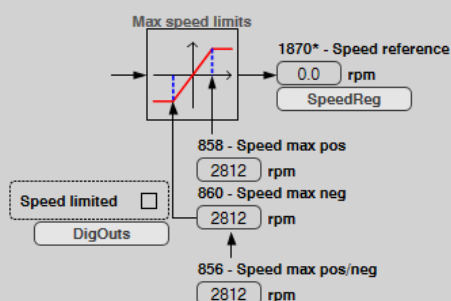 Max speed limits
1870* - Speed reference
0.0 rpm
SpeedReg
858 - Speed max pos
2812 rpm
860 - Speed max neg
2812 rpm
Speed limited
DigOuts
856 - Speed max pos/neg
2812 rpm